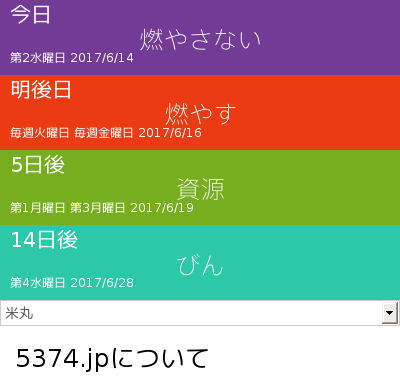 今日
燃やさない
第2水曜日 2017/6/14
明後日
燃やす
毎週火曜日 毎週金曜日 2017/6/16
5日後
資源
第1月曜日 第3月曜日 2017/6/19
14日後
びん
第4水曜日 2017/6/28
米丸
5374.jpについて